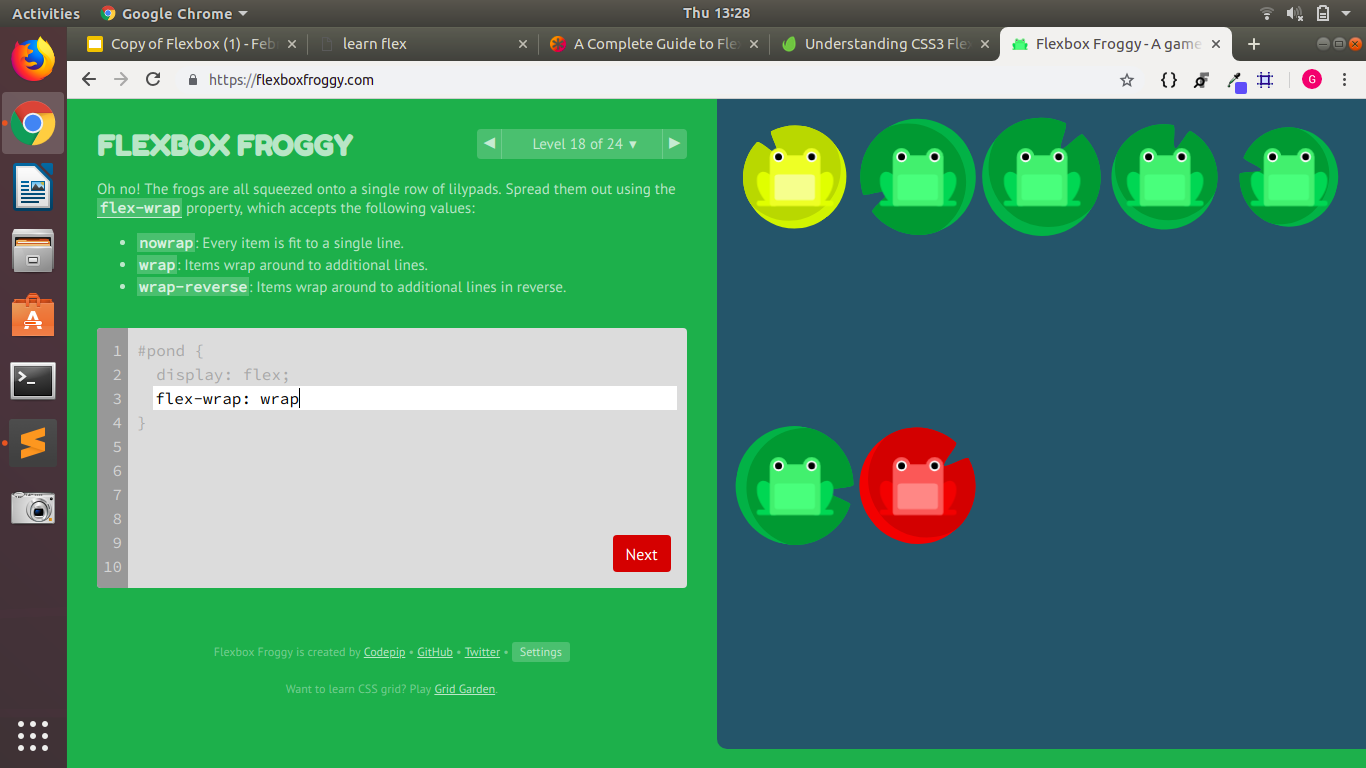 Activities
Google Chrome
Thu 13:28
Copy of Flexbox (1) - Feb
learn flex
A Complete Guide to Fle
Understanding CSS3 Fle
Flexbox Froggy - A game
https://flexboxfroggy.com
G
FLEXBOX FROGGY
Level 18 of 24 ▾
Oh no! The frogs are all squeezed onto a single row of lilypads. Spread them out using the
flex-wrap property, which accepts the following values:
• nowrap: Every item is fit to a single line.
• wrap: Items wrap around to additional lines.
• wrap-reverse: Items wrap around to additional lines in reverse.
1 #pond {
2 display: flex;
3 flex-wrap: wrap
4 }
5
6
7
8
9
10
Next
Flexbox Froggy is created by Codepip • GitHub • Twitter • Settings
Want to learn CSS grid? Play Grid Garden.